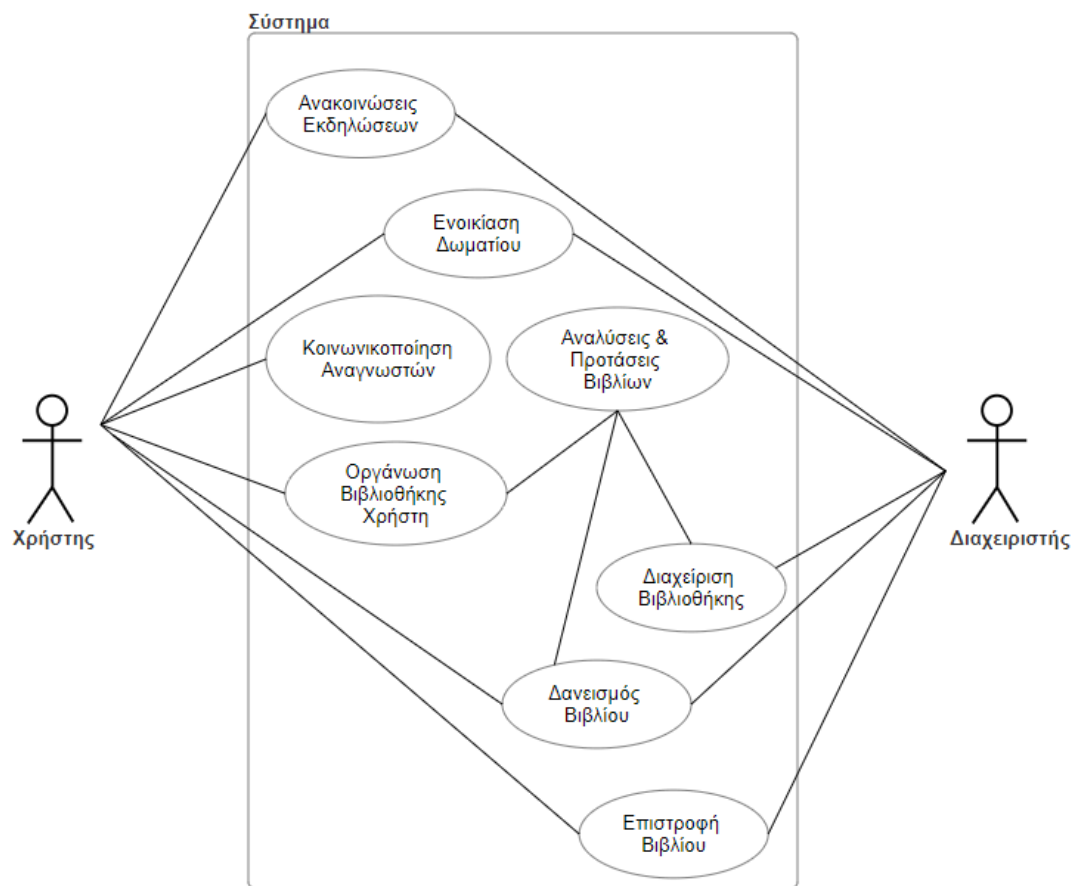 Σύστημα
Ανακοινώσεις
Εκδηλώσεων
Ενοικίαση
Δωματίου
Κοινωνικοποίηση
Αναγνωστών
Αναλύσεις &
Προτάσεις
Βιβλίων
Οργάνωση
Βιβλιοθήκης
Χρήστη
Χρήστης
Διαχειριστής
Διαχείριση
Βιβλιοθήκης
Δανεισμός
Βιβλίου
Επιστροφή
Βιβλίου